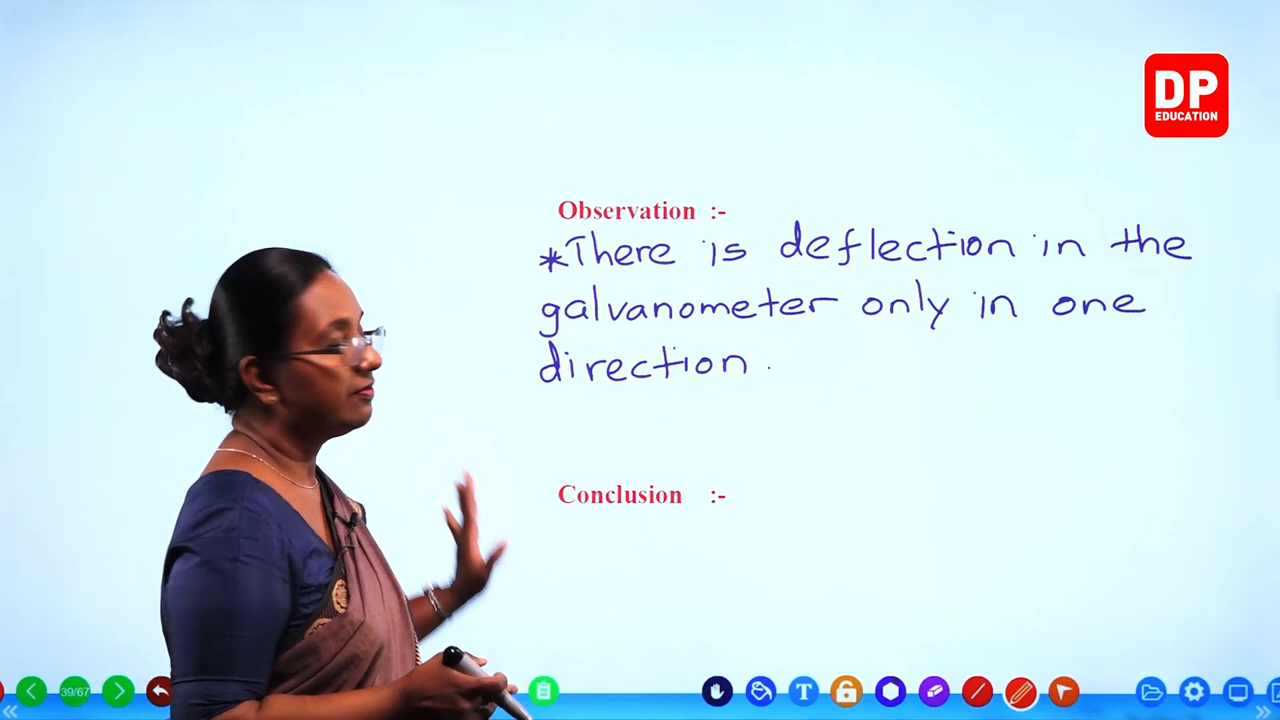 DP
EDUCATION
Observation :-
*There is deflection in the
galvanometer only in one
direction.
Conclusion :-
39/67
T